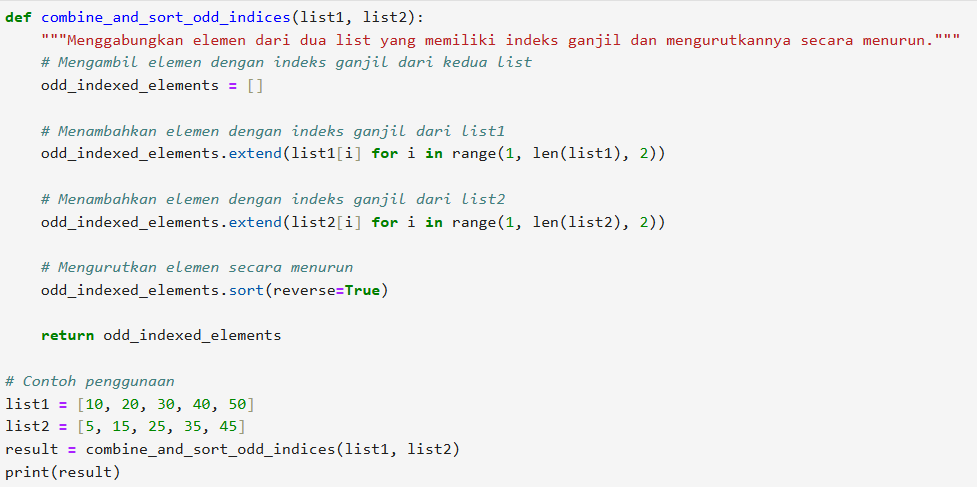 def combine_and_sort_odd_indices(list1, list2):
    """Menggabungkan elemen dari dua list yang memiliki indeks ganjil dan mengurutkannya secara menurun."""
    # Mengambil elemen dengan indeks ganjil dari kedua list
    odd_indexed_elements = []
    # Menambahkan elemen dengan indeks ganjil dari list1
    odd_indexed_elements.extend(list1[i] for i in range(1, len(list1), 2))
    # Menambahkan elemen dengan indeks ganjil dari list2
    odd_indexed_elements.extend(list2[i] for i in range(1, len(list2), 2))
    # Mengurutkan elemen secara menurun
    odd_indexed_elements.sort(reverse=True)
    return odd_indexed_elements
# Contoh penggunaan
list1 = [10, 20, 30, 40, 50]
list2 = [5, 15, 25, 35, 45]
result = combine_and_sort_odd_indices(list1, list2)
print(result)